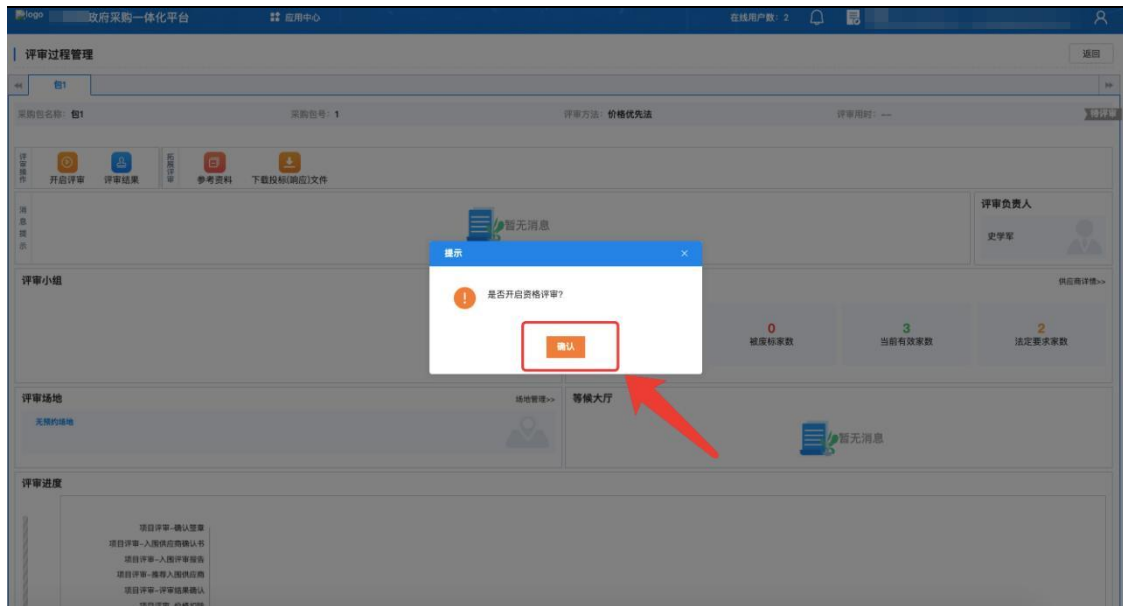 logo 政府采购一体化平台 应用中心 在线用户数：2
评审过程管理 返回
包1
采购包名称：包1 采购包号：1 评审方法：价格优先法 评审用时：-- 待评审
评审操作 开启评审 评审结果 拓展评审 参考资料 下载投标(响应)文件
消息提示 暂无消息
评审负责人
史学军
提示
是否开启资格评审?
确认
评审小组 供应商详情>>
0 3 2
被废标家数 当前有效家数 法定要求家数
评审场地 场地管理>> 等候大厅
无预约场地 暂无消息
评审进度
项目评审-确认签章
项目评审-入围供应商确认书
项目评审-入围评审报告
项目评审-推荐入围供应商
项目评审-评审结果确认